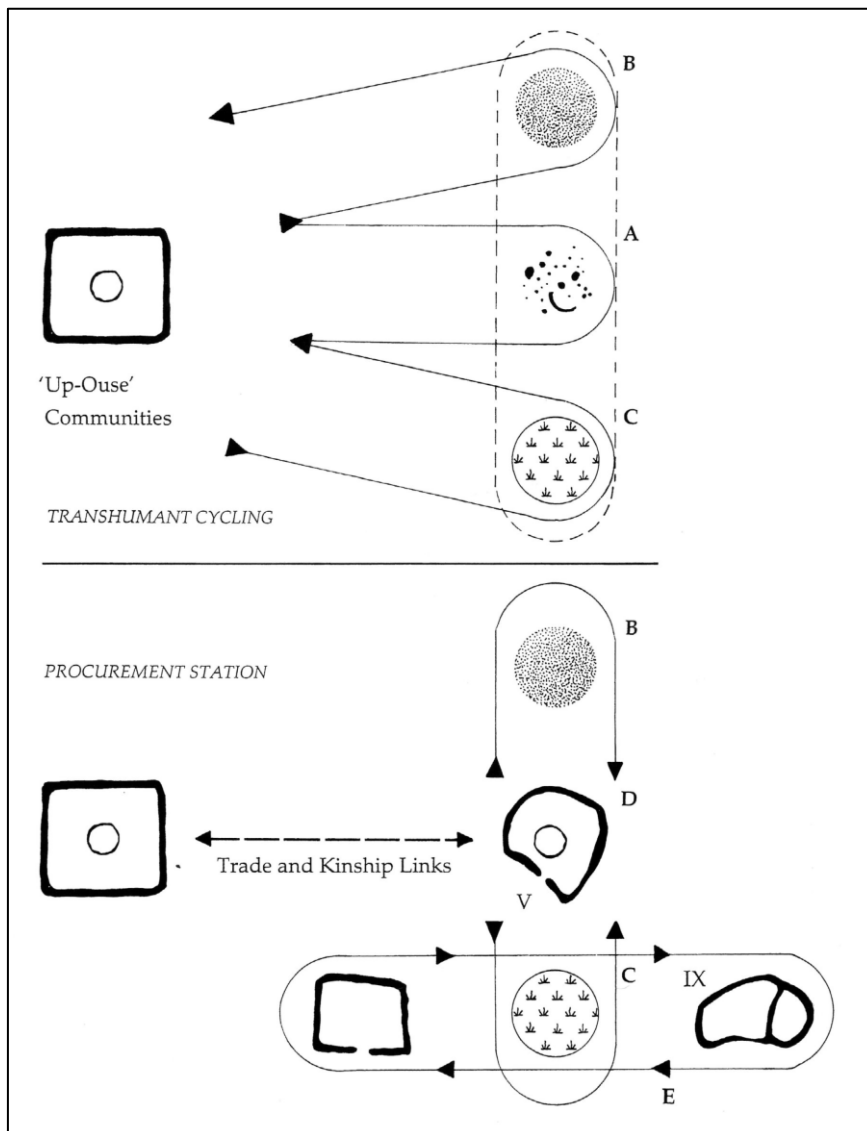 B
A
‘Up-Ouse’
Communities
C
TRANSHUMANT CYCLING
B
PROCUREMENT STATION
D
Trade and Kinship Links
V
C
IX
E